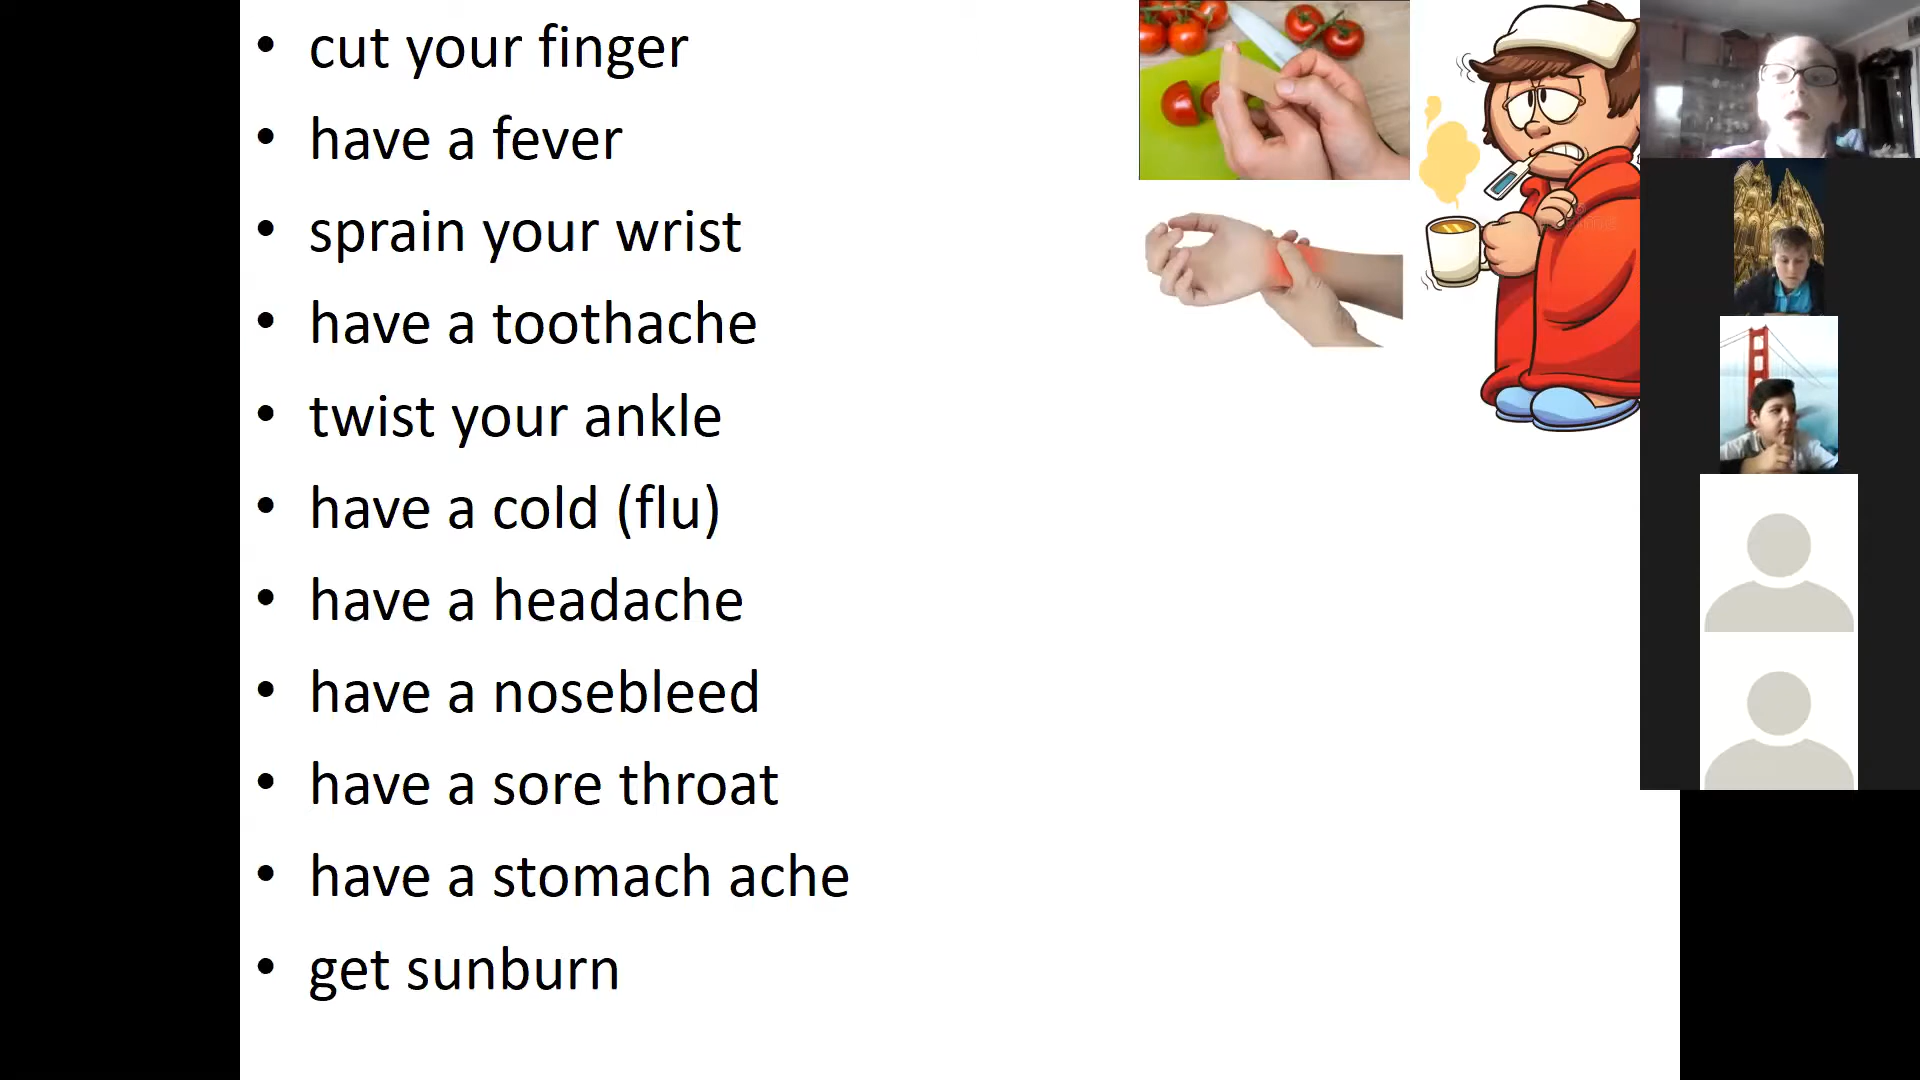 • cut your finger
• have a fever
• sprain your wrist
• have a toothache
• twist your ankle
• have a cold (flu)
• have a headache
• have a nosebleed
• have a sore throat
• have a stomach ache
• get sunburn